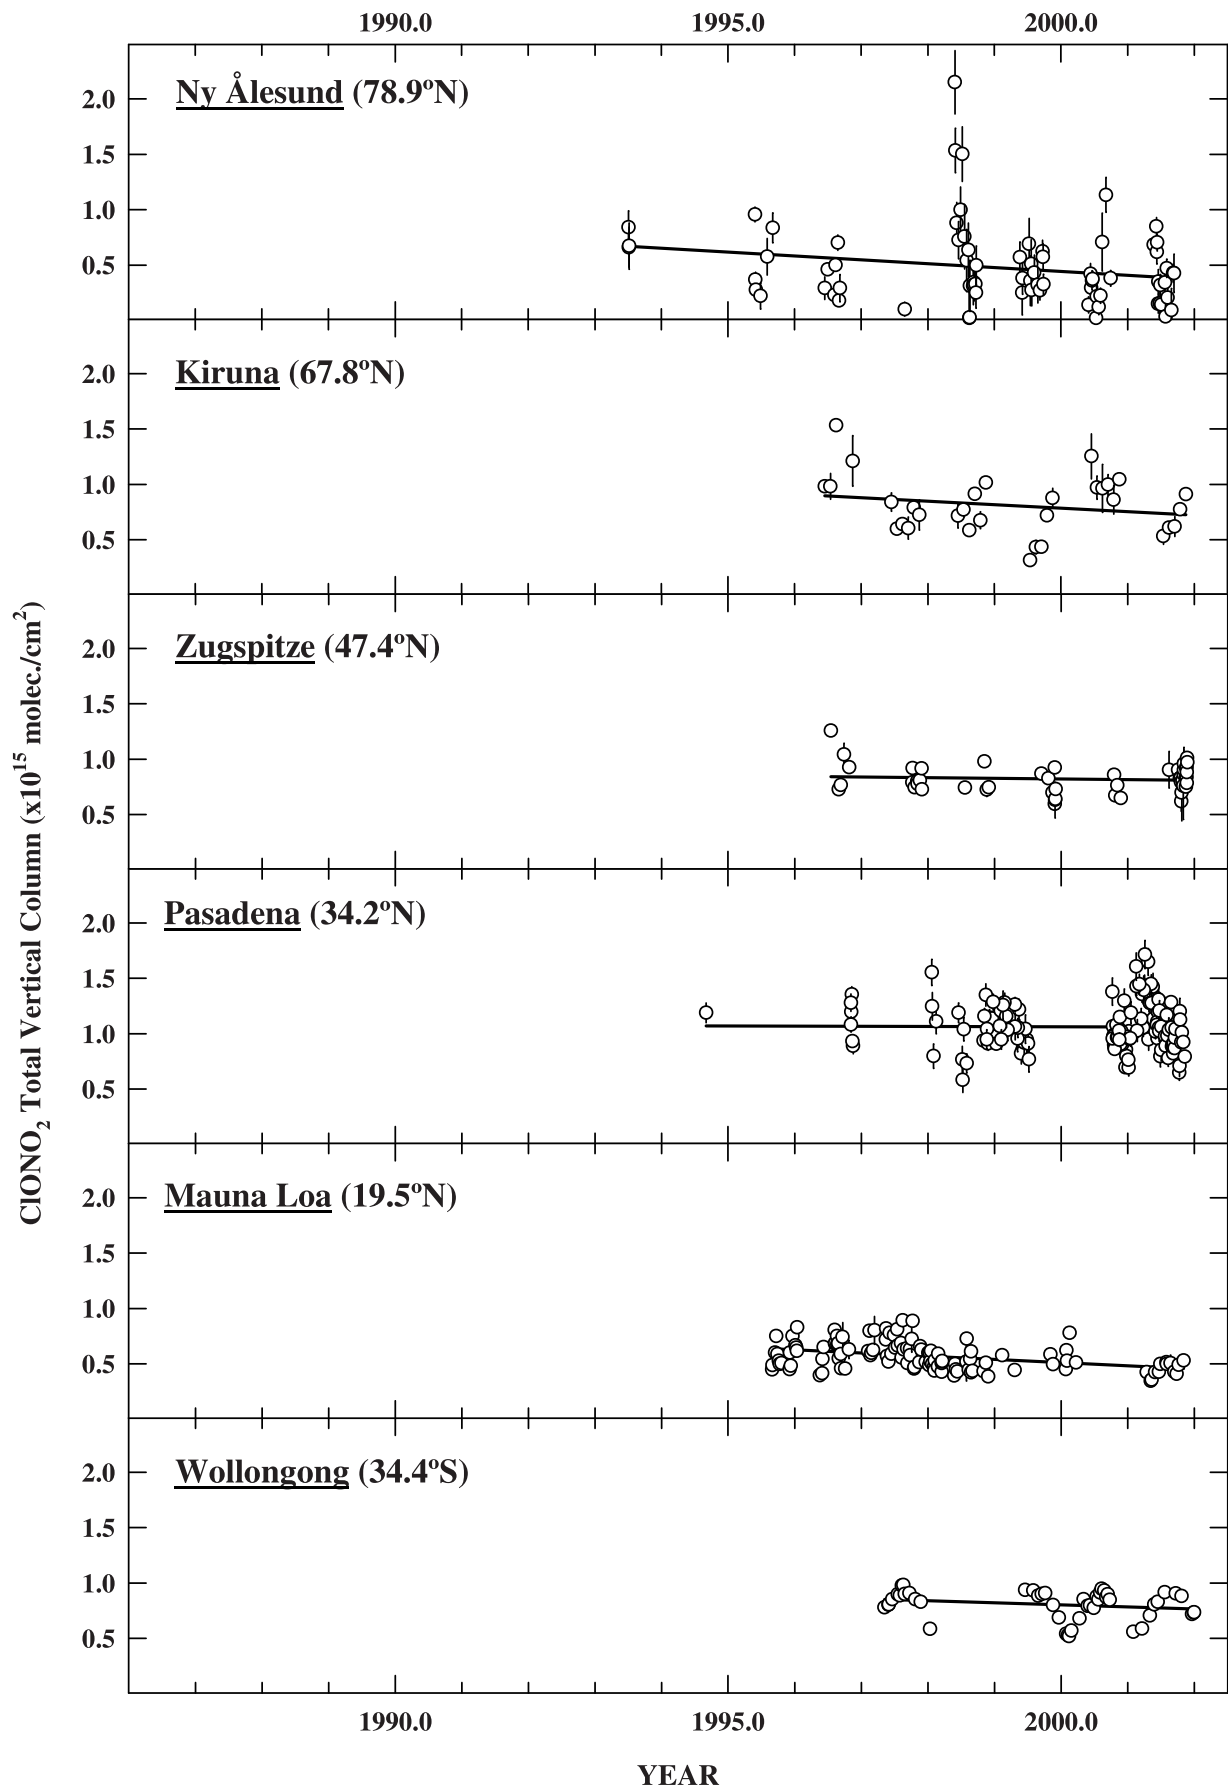 1990.0 1995.0 2000.0
Ny Ålesund (78.9ºN)
2.0
1.5
1.0
0.5
Kiruna (67.8ºN)
2.0
1.5
1.0
0.5
Zugspitze (47.4ºN)
2.0
1.5
1.0
0.5
Pasadena (34.2ºN)
2.0
1.5
1.0
0.5
Mauna Loa (19.5ºN)
2.0
1.5
1.0
0.5
Wollongong (34.4ºS)
2.0
1.5
1.0
0.5
ClONO₂ Total Vertical Column (x10¹⁵ molec./cm²)
1990.0 1995.0 2000.0
YEAR